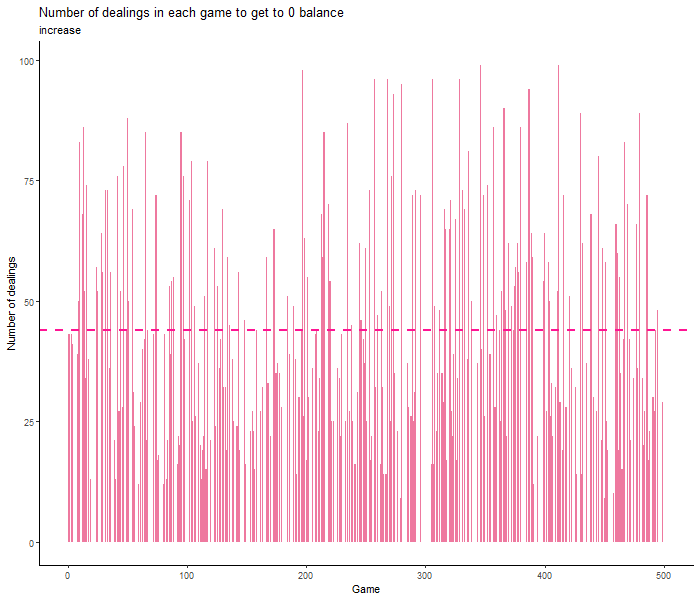 Number of dealings in each game to get to 0 balance
increase
100
75
50
25
0
Number of dealings
0 100 200 300 400 500
Game